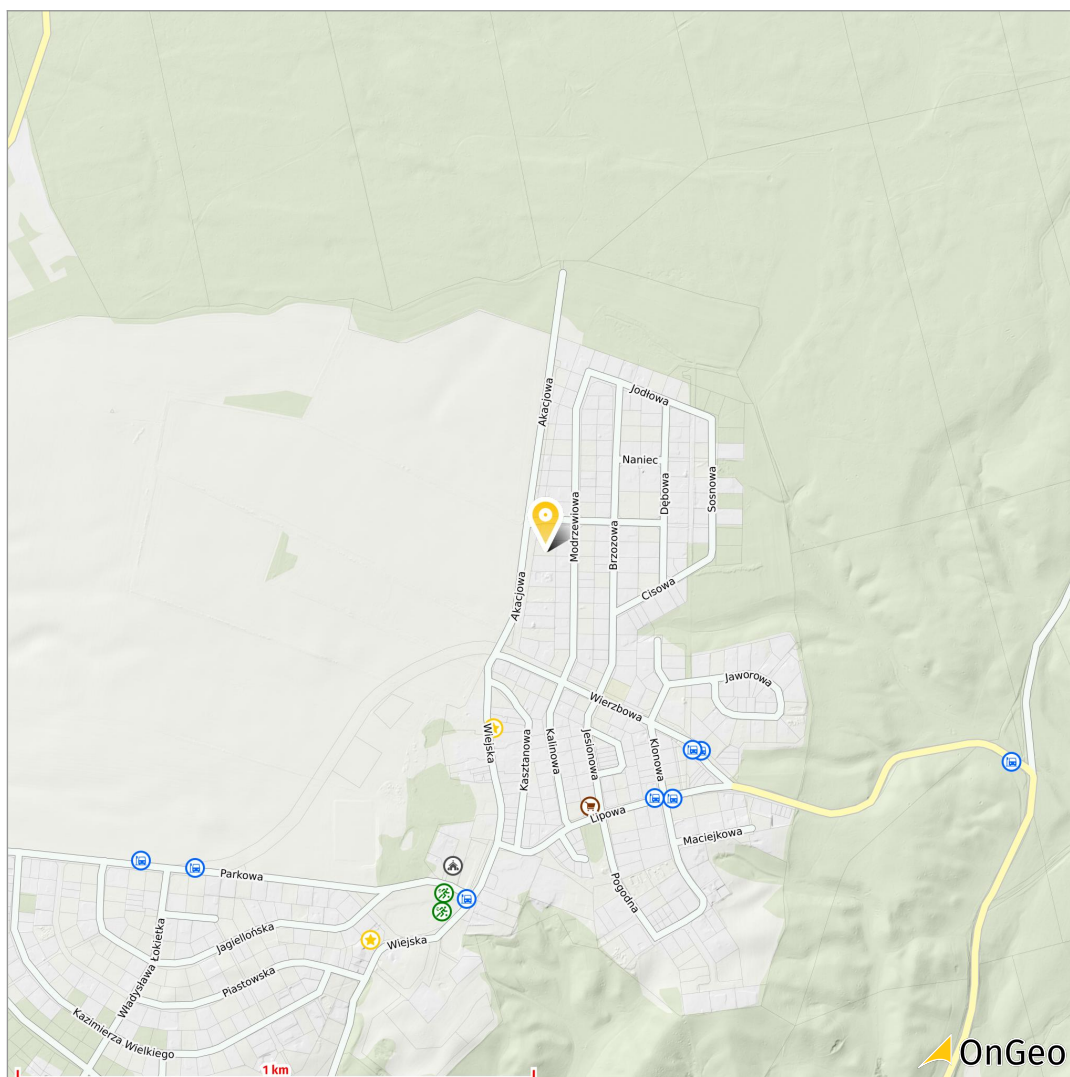 Akacjowa
Jodłowa
Naniec
Dębowa
Sosnowa
Modrzewiowa
Brzozowa
Akacjowa
Cisowa
Jaworowa
Wierzbowa
Wiejska
Kasztanowa
Kalinowa
Jesionowa
Klonowa
Lipowa
Maciejkowa
Parkowa
Pogodna
Jagiellońska
Wiejska
Władysława Łokietka
Piastowska
Kazimierza Wielkiego
1 km
OnGeo